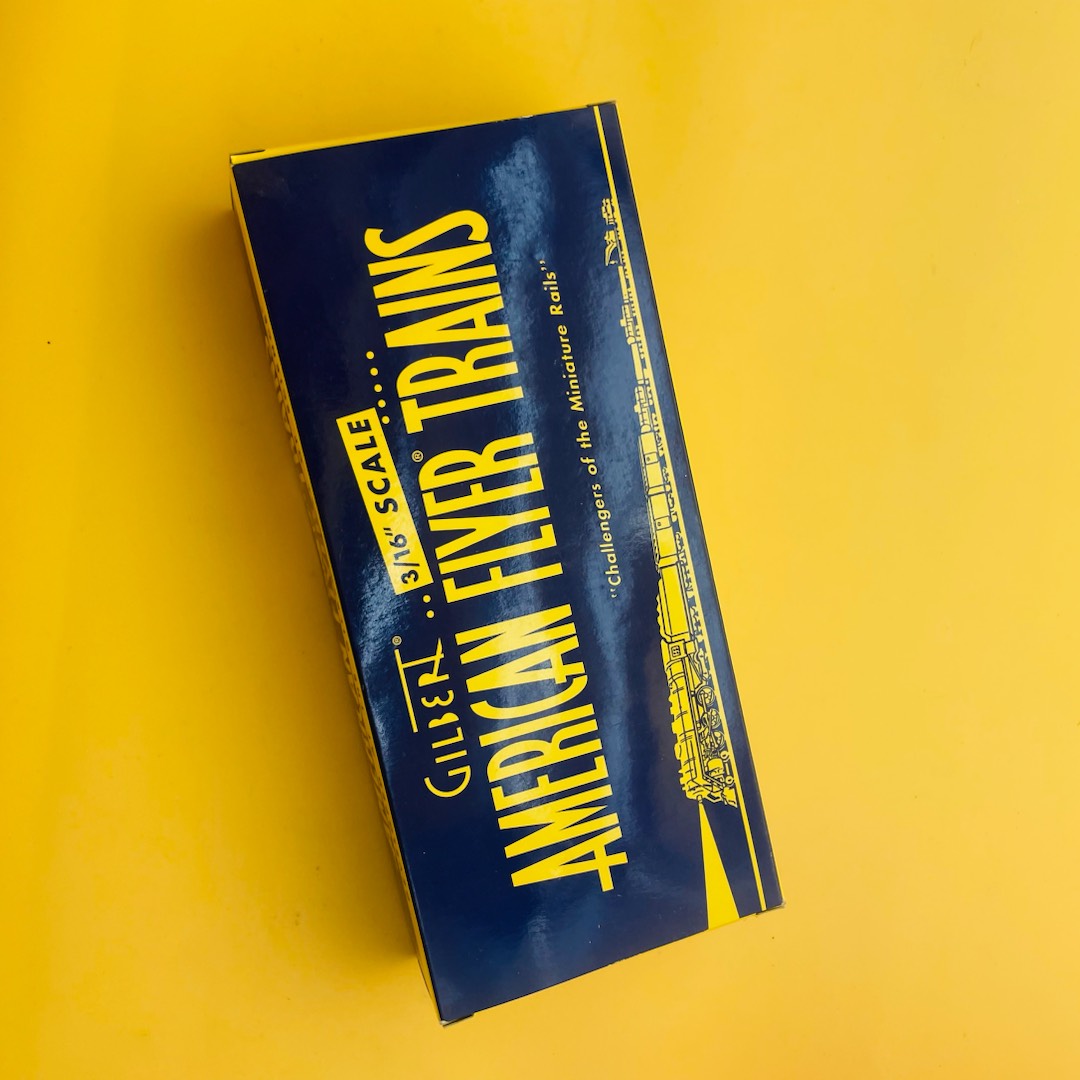 GILBERT® ..3/16" SCALE.....
AMERICAN FLYER® TRAINS
"Challengers of the Miniature Rails"